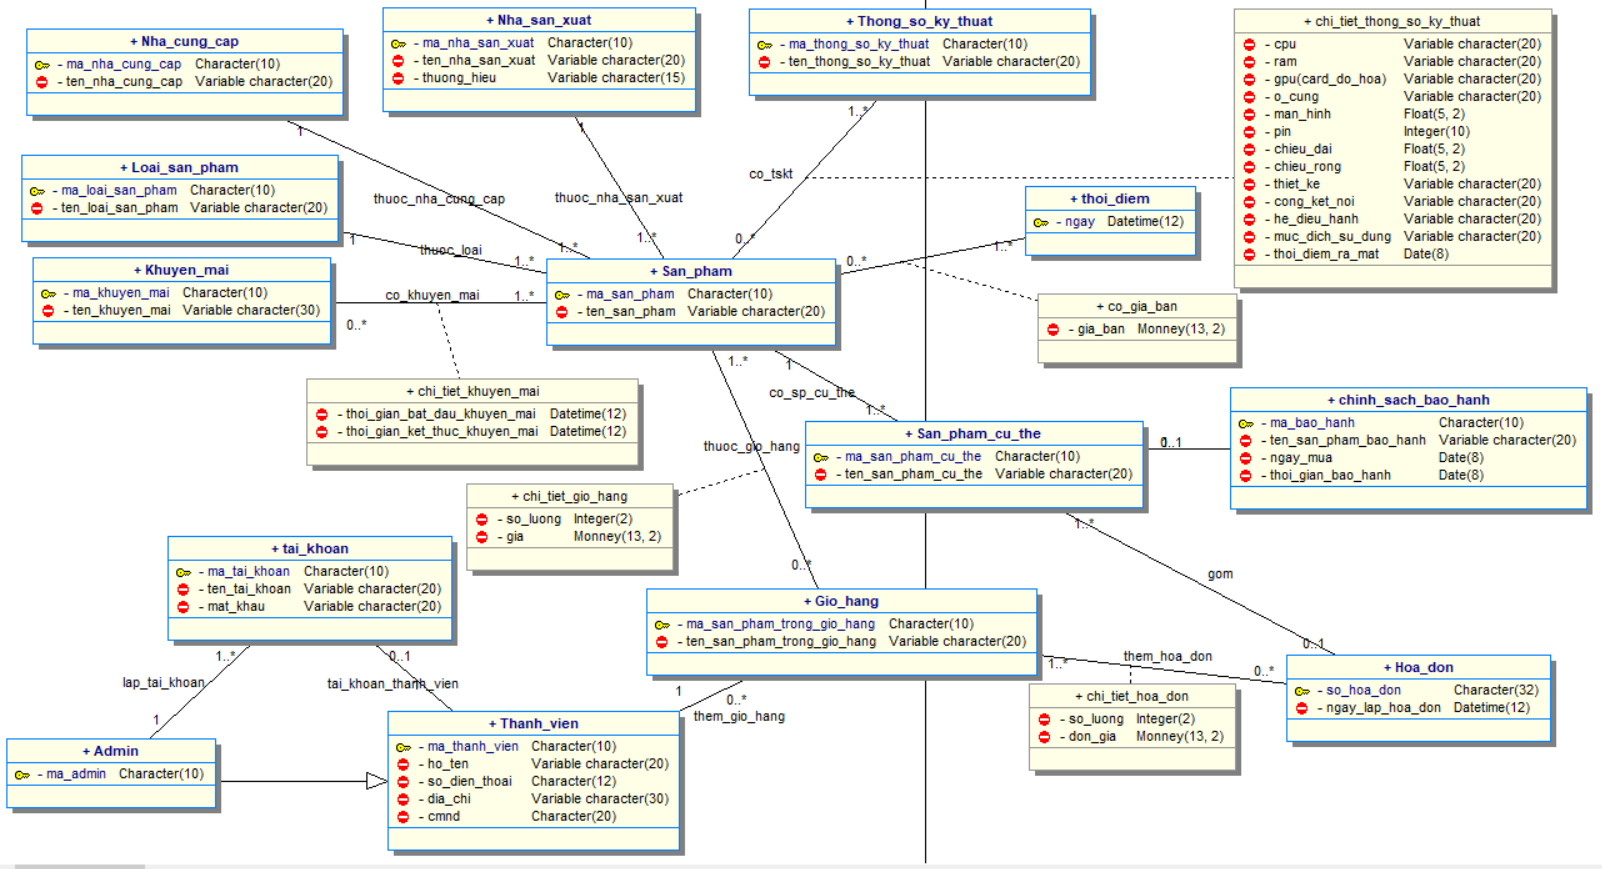 + Nha_cung_cap
- ma_nha_cung_cap Character(10)
- ten_nha_cung_cap Variable character(20)
+ Nha_san_xuat
- ma_nha_san_xuat Character(10)
- ten_nha_san_xuat Variable character(20)
- thuong_hieu Variable character(15)
+ Thong_so_ky_thuat
- ma_thong_so_ky_thuat Character(10)
- ten_thong_so_ky_thuat Variable character(20)
+ chi_tiet_thong_so_ky_thuat
- cpu Variable character(20)
- ram Variable character(20)
- gpu(card_do_hoa) Variable character(20)
- o_cung Variable character(20)
- man_hinh Float(5, 2)
- pin Integer(10)
- chieu_dai Float(5, 2)
- chieu_rong Float(5, 2)
- thiet_ke Variable character(20)
- cong_ket_noi Variable character(20)
- he_dieu_hanh Variable character(20)
- muc_dich_su_dung Variable character(20)
- thoi_diem_ra_mat Date(8)
1
1
1..*
+ Loai_san_pham
- ma_loai_san_pham Character(10)
- ten_loai_san_pham Variable character(20)
thuoc_nha_cung_cap
thuoc_nha_san_xuat
co_tskt
+ thoi_diem
- ngay Datetime(12)
1
thuoc_loai
1..*
1..*
1..*
0..*
0..*
1..*
+ Khuyen_mai
- ma_khuyen_mai Character(10)
- ten_khuyen_mai Variable character(30)
co_khuyen_mai
1..*
0..*
+ San_pham
- ma_san_pham Character(10)
- ten_san_pham Variable character(20)
+ co_gia_ban
- gia_ban Monney(13, 2)
+ chi_tiet_khuyen_mai
- thoi_gian_bat_dau_khuyen_mai Datetime(12)
- thoi_gian_ket_thuc_khuyen_mai Datetime(12)
1..*
1
co_sp_cu_the
1..*
thuoc_gio_hang
+ San_pham_cu_the
- ma_san_pham_cu_the Character(10)
- ten_san_pham_cu_the Variable character(20)
0..1
+ chinh_sach_bao_hanh
- ma_bao_hanh Character(10)
- ten_san_pham_bao_hanh Variable character(20)
- ngay_mua Date(8)
- thoi_gian_bao_hanh Date(8)
+ chi_tiet_gio_hang
- so_luong Integer(2)
- gia Monney(13, 2)
1..*
gom
0..1
0..*
+ tai_khoan
- ma_tai_khoan Character(10)
- ten_tai_khoan Variable character(20)
- mat_khau Variable character(20)
+ Gio_hang
- ma_san_pham_trong_gio_hang Character(10)
- ten_san_pham_trong_gio_hang Variable character(20)
1..*
0..1
lap_tai_khoan
tai_khoan_thanh_vien
1
1
0..*
them_gio_hang
1..*
them_hoa_don
0..*
+ Hoa_don
- so_hoa_don Character(32)
- ngay_lap_hoa_don Datetime(12)
+ chi_tiet_hoa_don
- so_luong Integer(2)
- don_gia Monney(13, 2)
+ Admin
- ma_admin Character(10)
+ Thanh_vien
- ma_thanh_vien Character(10)
- ho_ten Variable character(20)
- so_dien_thoai Character(12)
- dia_chi Variable character(30)
- cmnd Character(20)